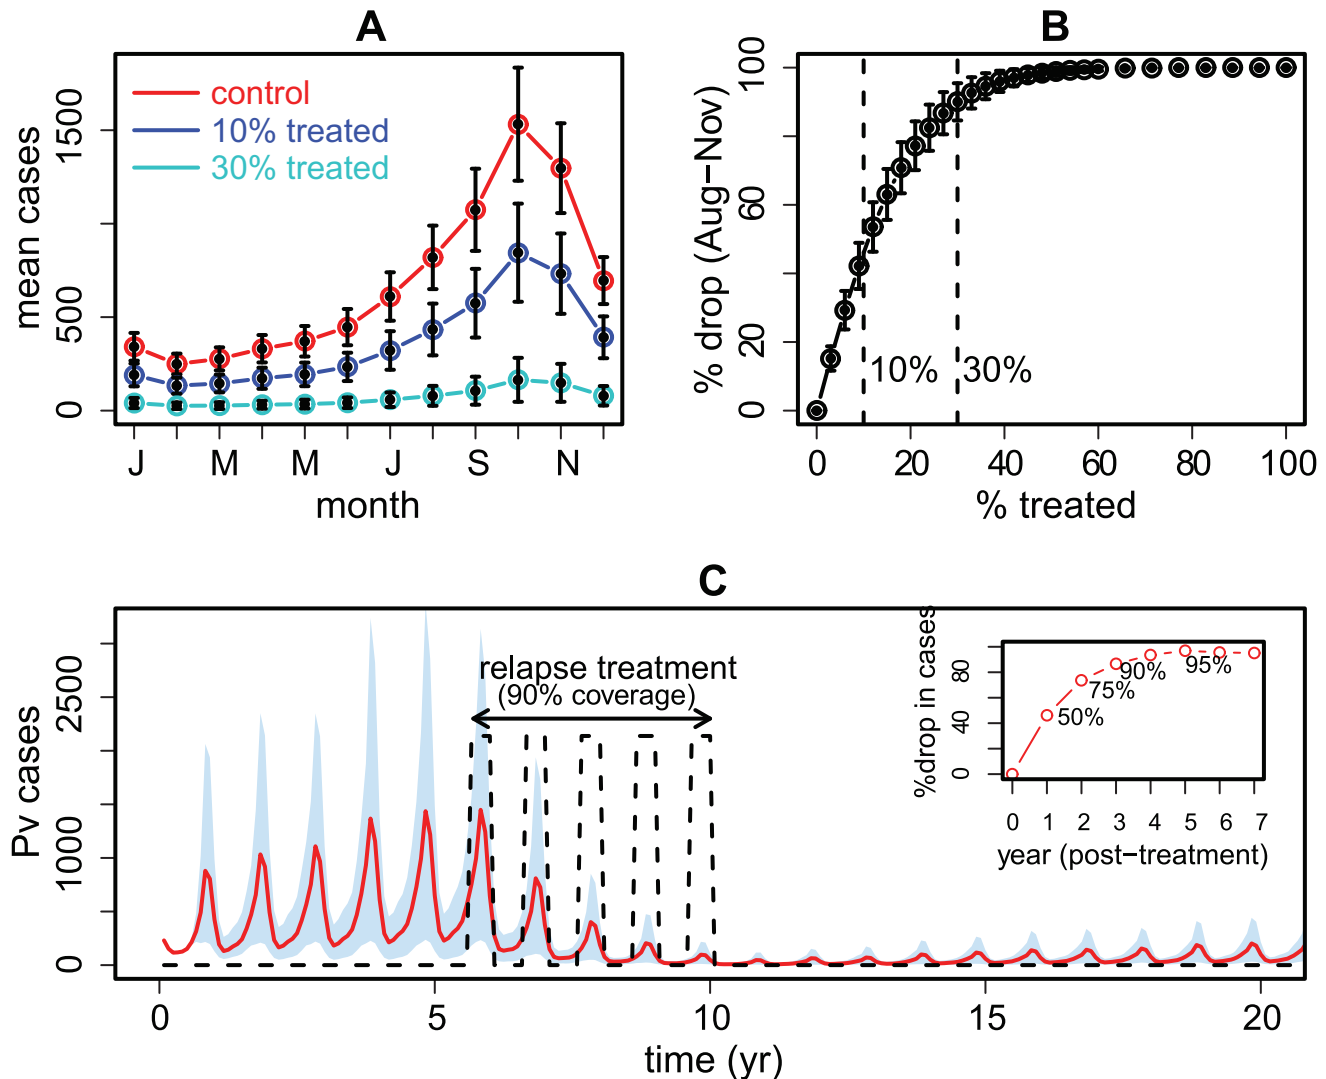 A
control
10% treated
30% treated
mean cases
0
500
1500
J
M
M
J
S
N
month
B
% drop (Aug−Nov)
0
20
60
100
10%
30%
0
20
40
60
80
100
% treated
C
Pv cases
0
1000
2500
relapse treatment
(90% coverage)
0
5
10
15
20
time (yr)
%drop in cases
0
40
80
50%
75%
90%
95%
0
1
2
3
4
5
6
7
year (post−treatment)